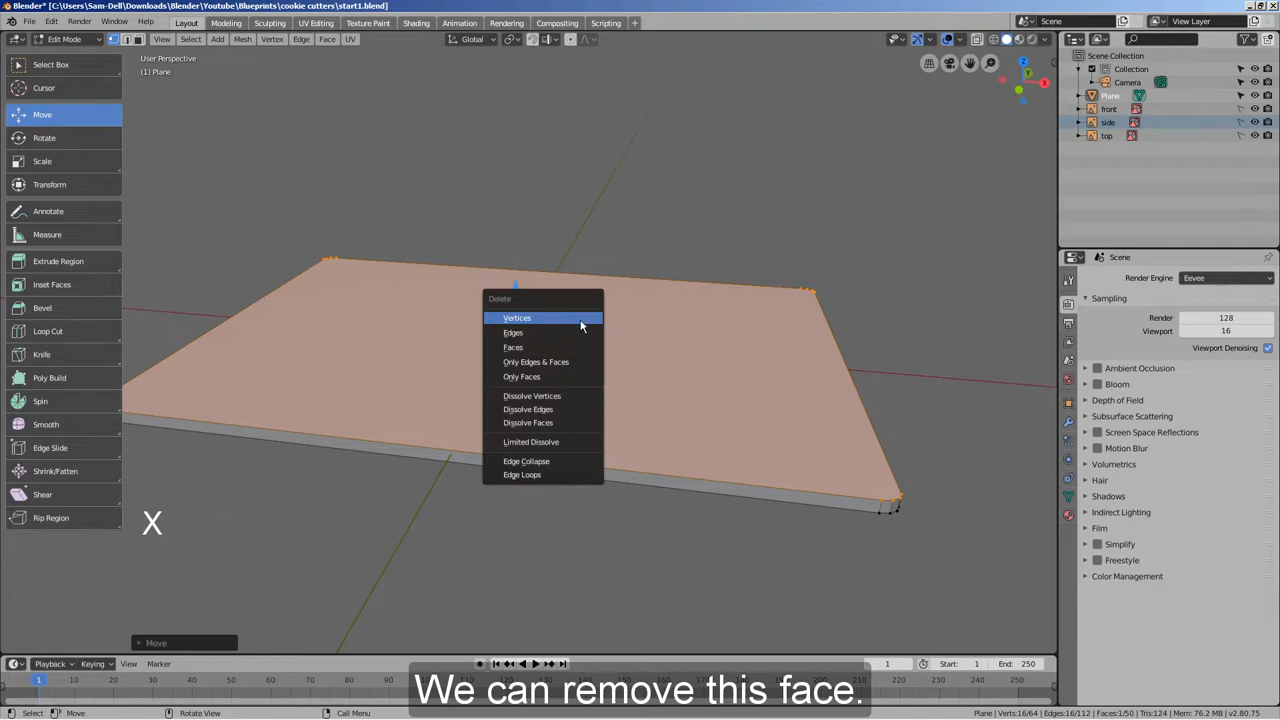 Blender* [C:\Users\Sam-Dell\Downloads\Blender\Youtube\Blueprints\cookie cutters\start1.blend]
File Edit Render Window Help Layout Modeling Sculpting UV Editing Texture Paint Shading Animation Rendering Compositing Scripting Scene View Layer
Edit Mode View Select Add Mesh Vertex Edge Face UV Global
User Perspective
(1) Plane
Select Box
Cursor
Move
Rotate
Scale
Transform
Annotate
Measure
Extrude Region
Inset Faces
Bevel
Loop Cut
Knife
Poly Build
Spin
Smooth
Edge Slide
Shrink/Fatten
Shear
Rip Region
Z
Y
X
Delete
Vertices
Edges
Faces
Only Edges & Faces
Only Faces
Dissolve Vertices
Dissolve Edges
Dissolve Faces
Limited Dissolve
Edge Collapse
Edge Loops
X
Move
Scene Collection
Collection
Camera
Plane
front
side
top
Scene
Render Engine Eevee
Sampling
Render 128
Viewport 16
Viewport Denoising
Ambient Occlusion
Bloom
Depth of Field
Subsurface Scattering
Screen Space Reflections
Motion Blur
Volumetrics
Hair
Shadows
Indirect Lighting
Film
Simplify
Freestyle
Color Management
Playback Keying View Marker 1 Start: 1 End: 250
1 20 40 60 80 100 120 140 160 180 200 220 240
We can remove this face.
Select Move Rotate View Call Menu Plane | Verts:16/64 | Edges:16/112 | Faces:1/50 | Tris:124 | Mem: 76.2 MB | v2.80.75